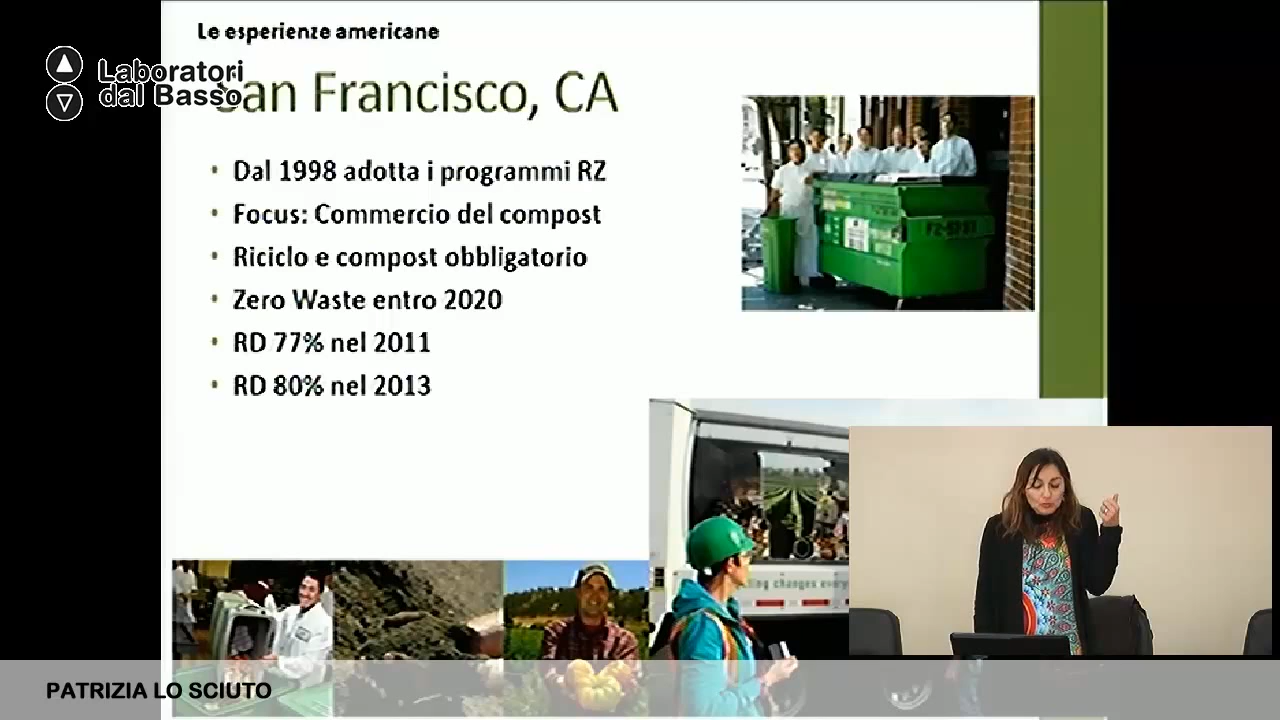 Le esperienze americane
Laboratori
dal Basso
San Francisco, CA
• Dal 1998 adotta i programmi RZ
• Focus: Commercio del compost
• Riciclo e compost obbligatorio
• Zero Waste entro 2020
• RD 77% nel 2011
• RD 80% nel 2013
PATRIZIA LO SCIUTO